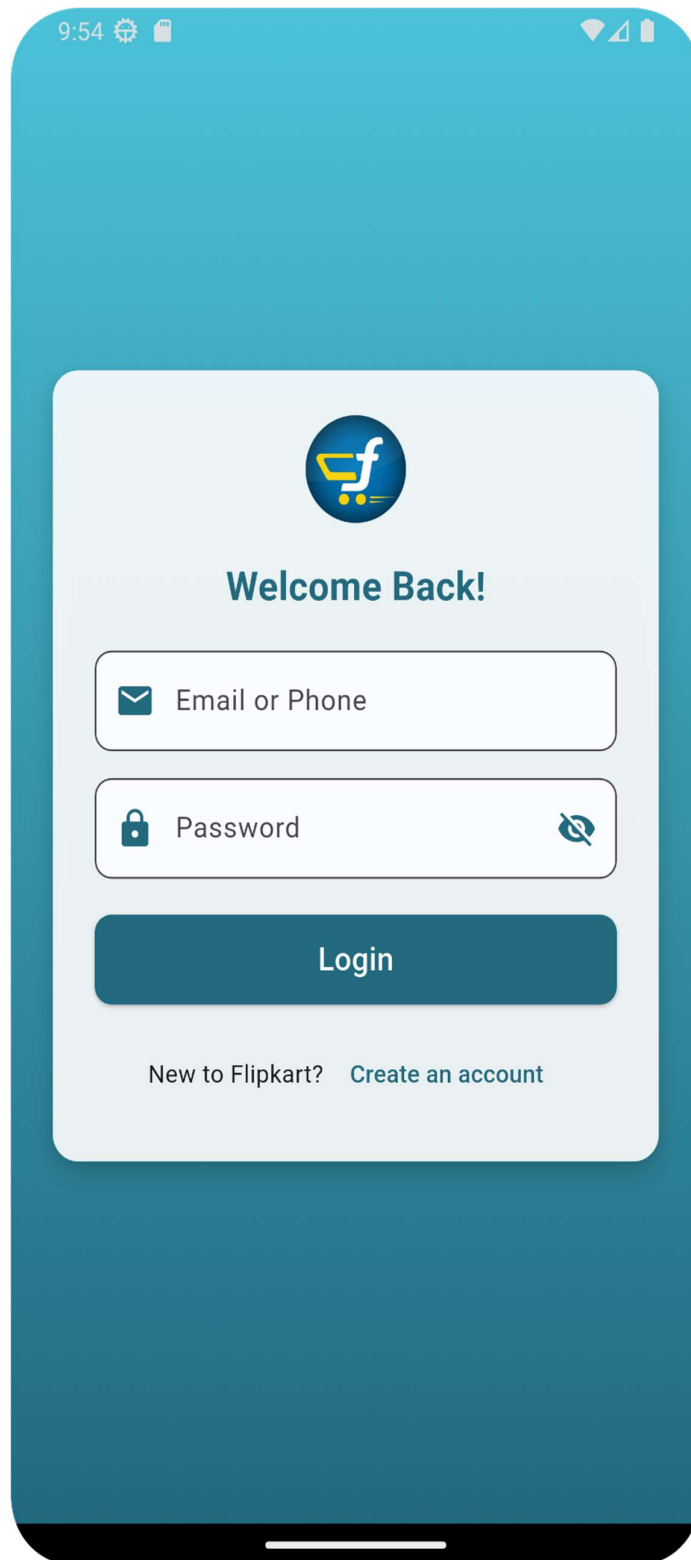 9:54
f
Welcome Back!
Email or Phone
Password
Login
New to Flipkart? Create an account